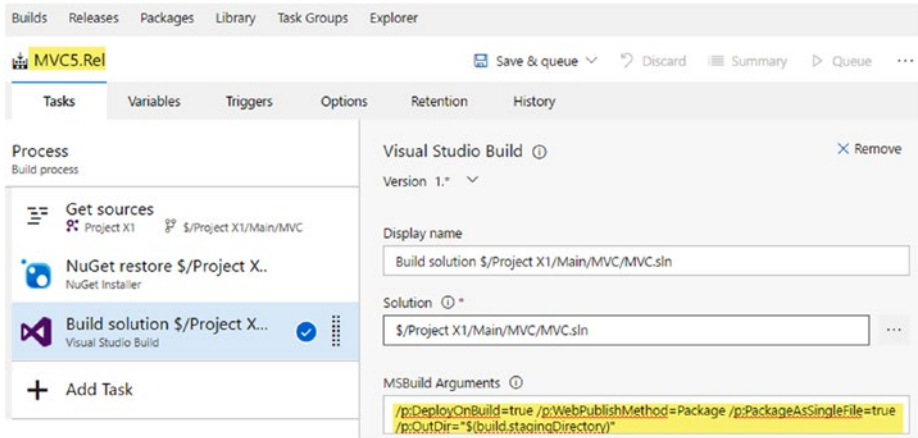 Builds Releases Packages Library Task Groups Explorer
MVC5.Rel Save & queue Discard Summary Queue ...
Tasks Variables Triggers Options Retention History
Process
Build process
Get sources
Project X1 $/Project X1/Main/MVC
NuGet restore $/Project X..
NuGet Installer
Build solution $/Project X...
Visual Studio Build
Add Task
Visual Studio Build Remove
Version 1.*
Display name
Build solution $/Project X1/Main/MVC/MVC.sln
Solution *
$/Project X1/Main/MVC/MVC.sln ...
MSBuild Arguments
/p:DeployOnBuild=true /p:WebPublishMethod=Package /p:PackageAsSingleFile=true
/p:OutDir="$(build.stagingDirectory)"